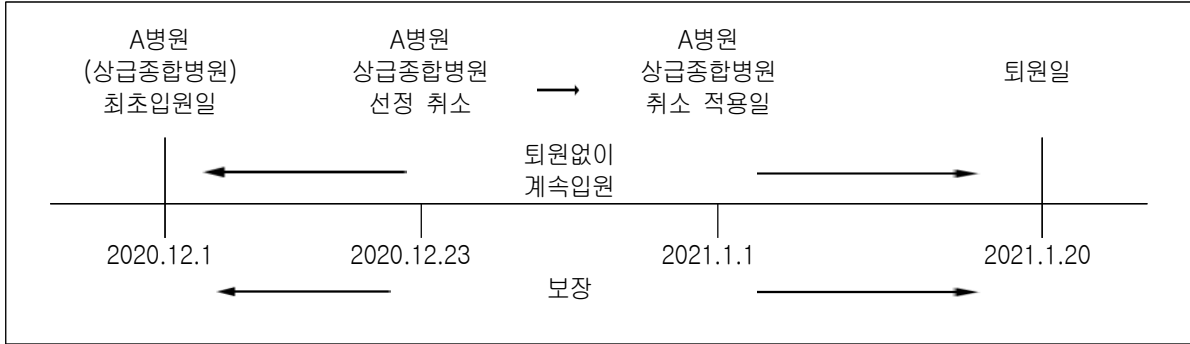 A병원
(상급종합병원)
최초입원일
A병원
상급종합병원
선정 취소
A병원
상급종합병원
취소 적용일
퇴원일
퇴원없이
계속입원
2020.12.1
2020.12.23
2021.1.1
2021.1.20
보장